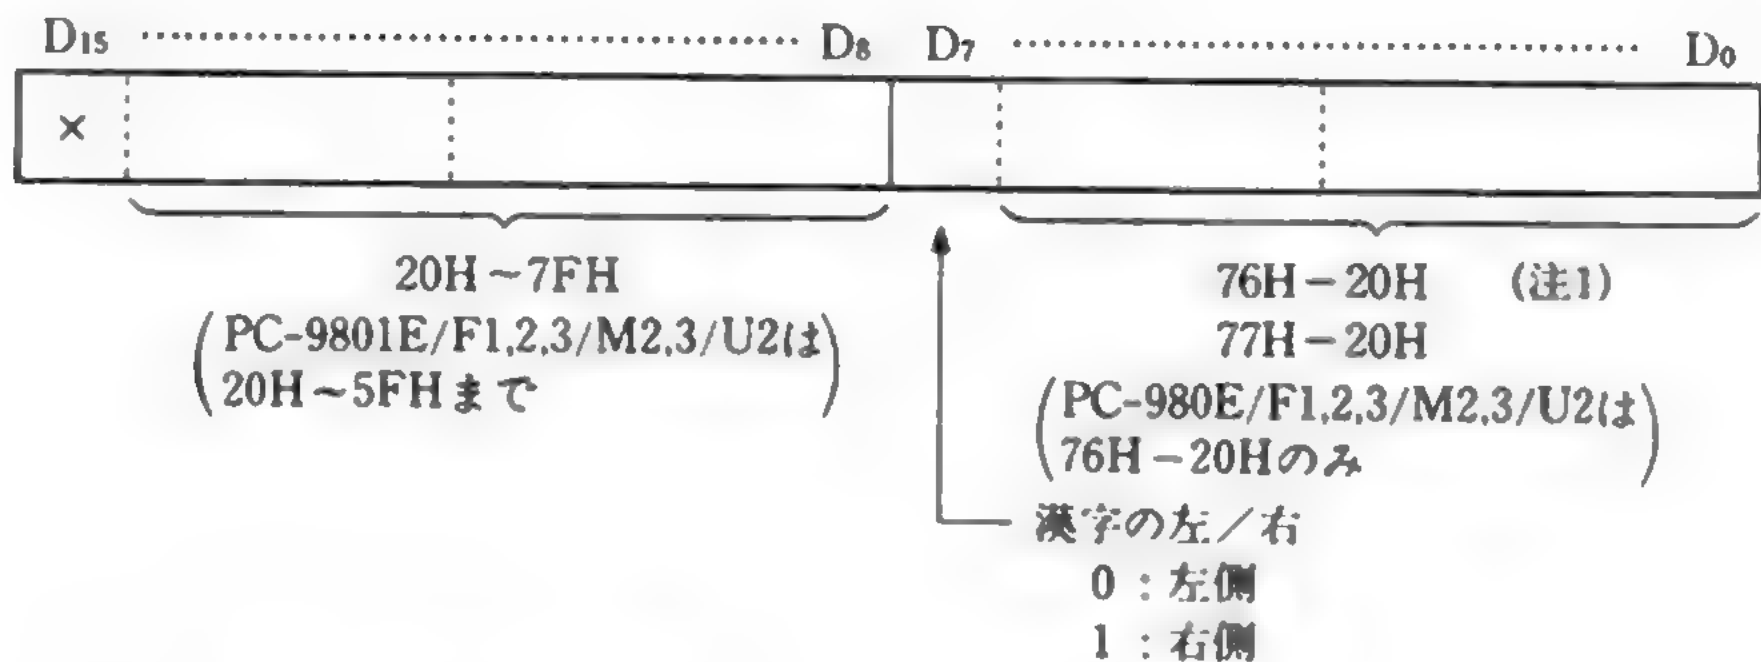 D15 ‥‥‥‥‥‥‥‥ D8 D7 ‥‥‥‥‥‥‥‥ D0
×
20H~7FH
(PC-9801E/F1,2,3/M2,3/U2は
20H~5FHまで)
76H-20H (注1)
77H-20H
(PC-980E/F1,2,3/M2,3/U2は
76H-20Hのみ)
漢字の左/右
0:左側
1:右側